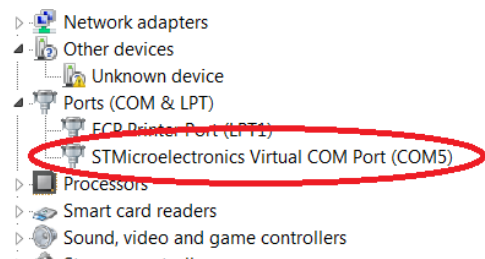 Network adapters
Other devices
Unknown device
Ports (COM & LPT)
ECP Printer Port (LPT1)
STMicroelectronics Virtual COM Port (COM5)
Processors
Smart card readers
Sound, video and game controllers